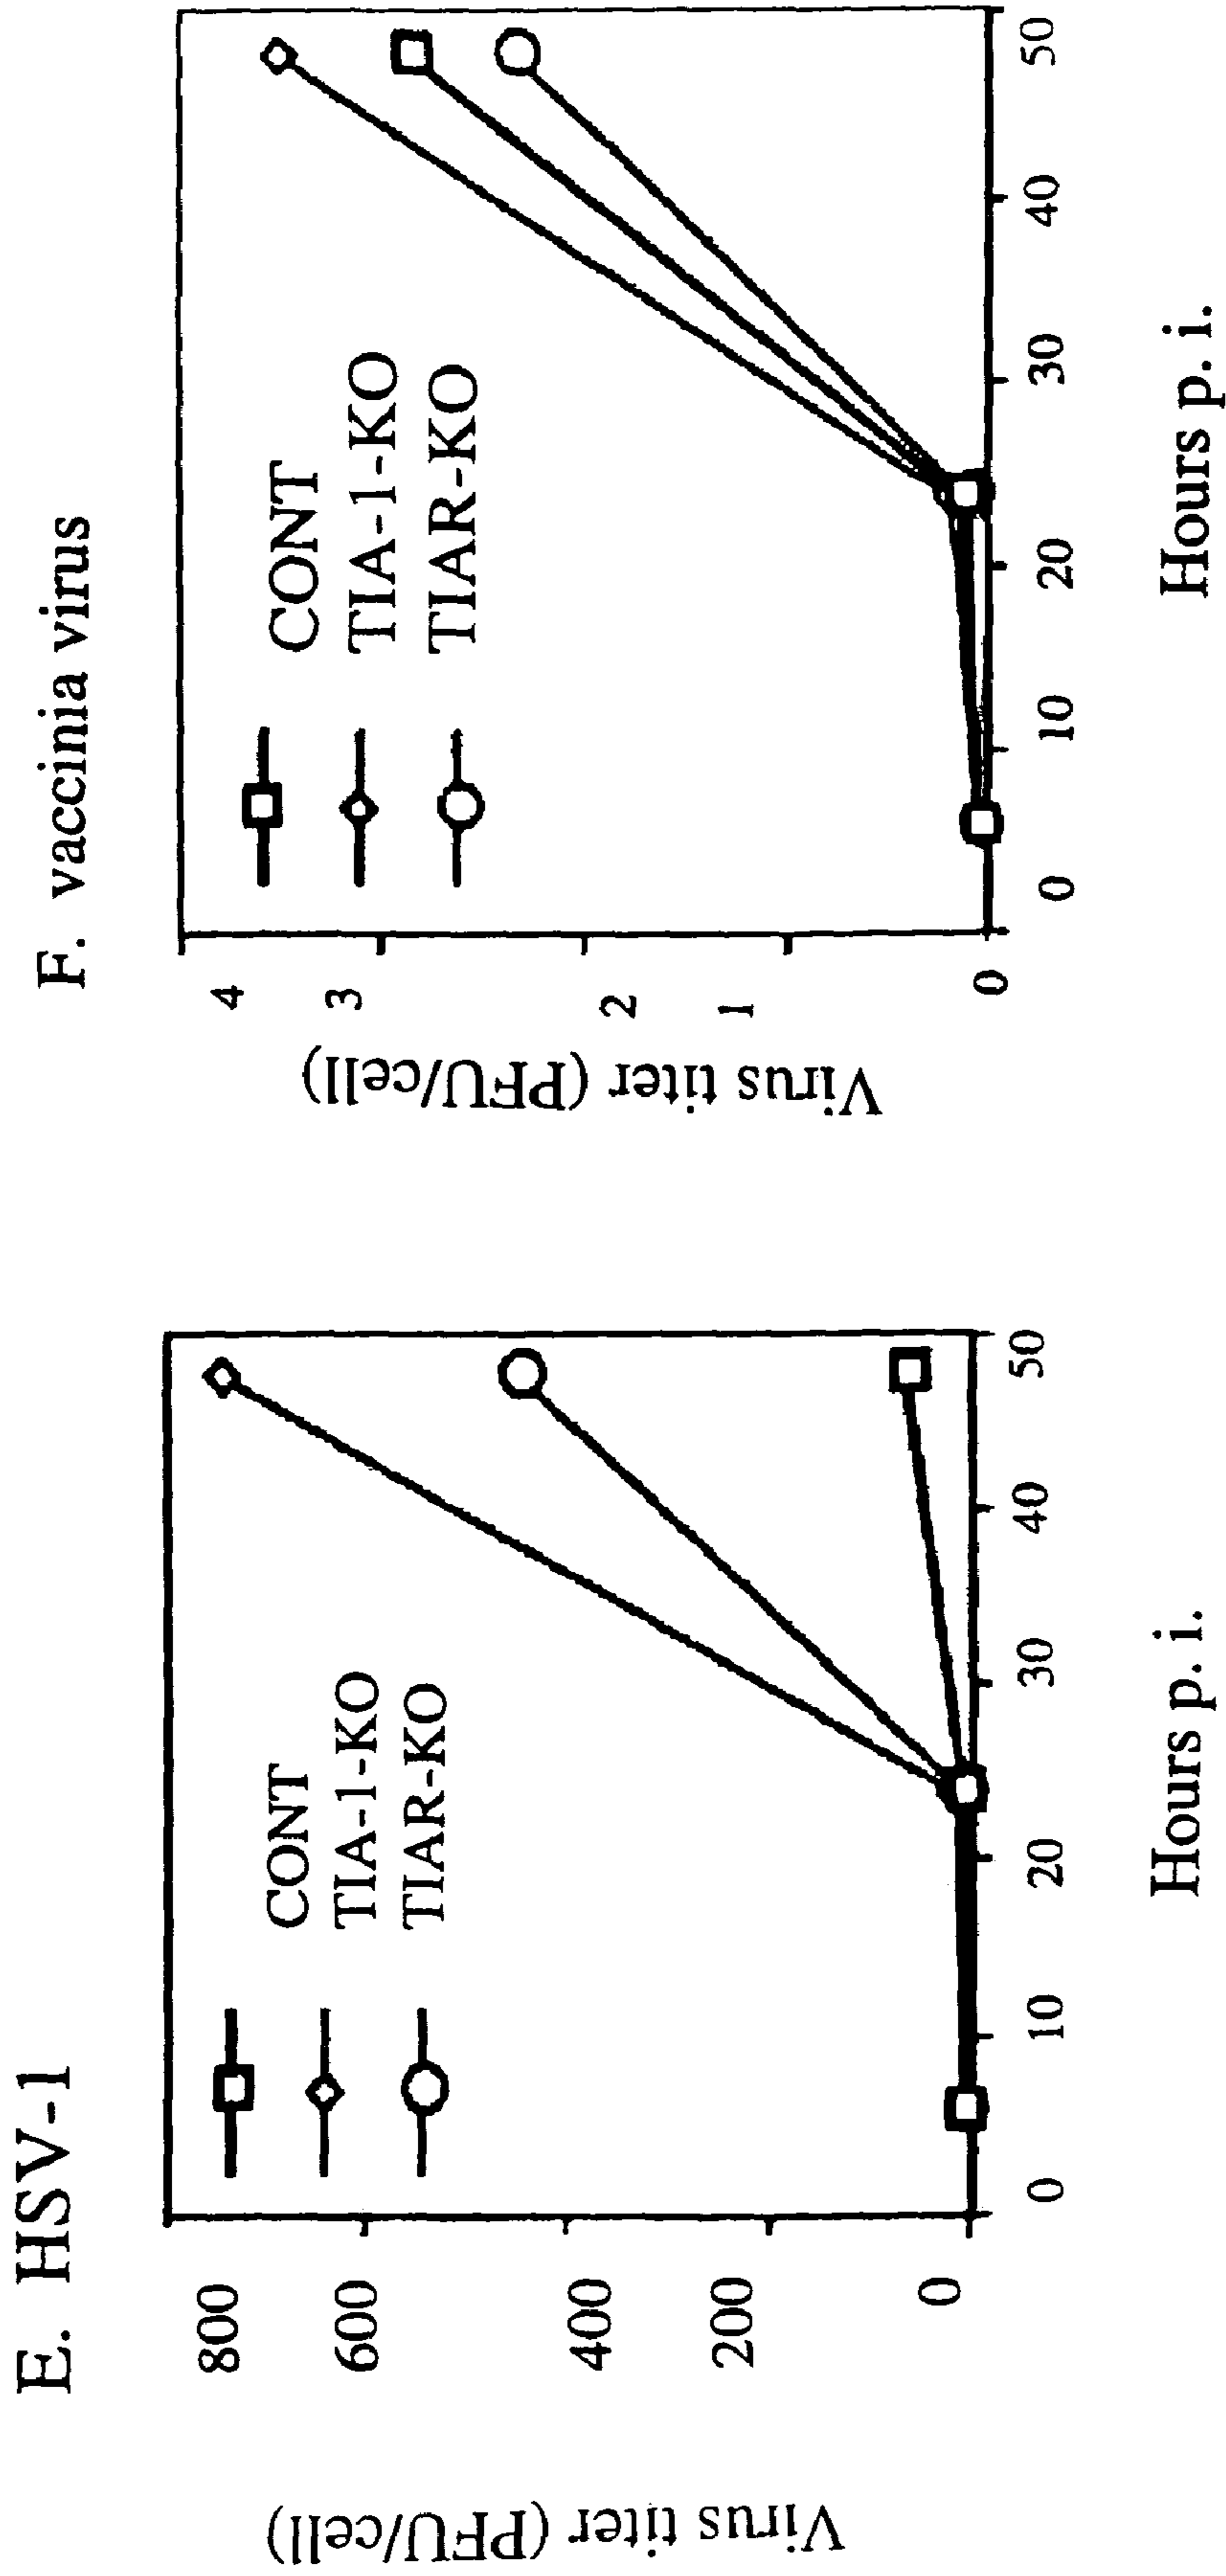 E. HSV-1
Virus titer (PFU/cell)
800
600
400
200
0
CONT
TIA-1-KO
TIAR-KO
0 10 20 30 40 50
Hours p. i.
F. vaccinia virus
Virus titer (PFU/cell)
4
3
2
1
0
CONT
TIA-1-KO
TIAR-KO
0 10 20 30 40 50
Hours p. i.